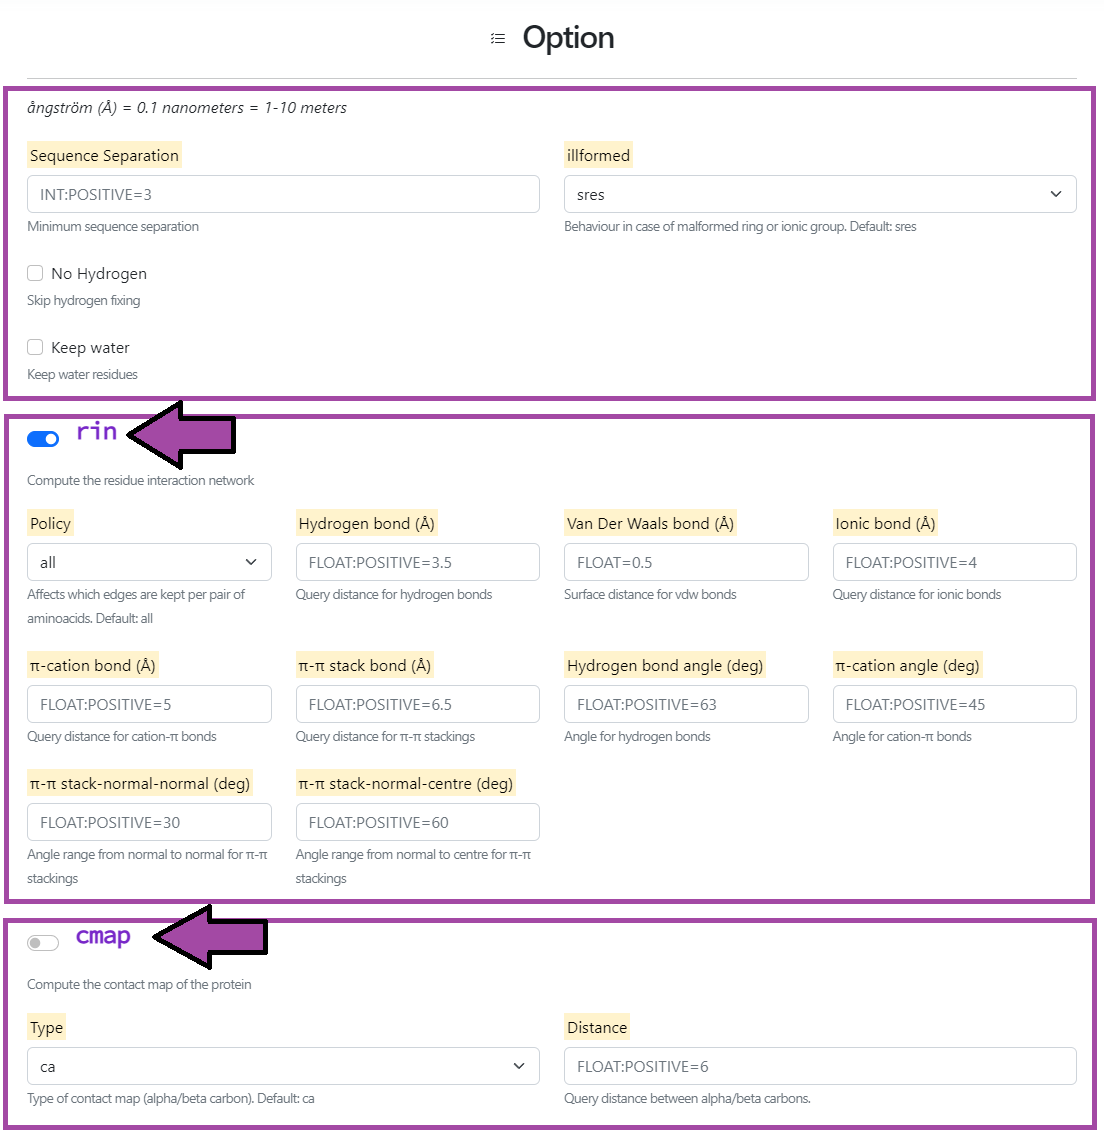 Option
ångström (Å) = 0.1 nanometers = 1-10 meters
Sequence Separation
illformed
INT:POSITIVE=3
sres
Minimum sequence separation
Behaviour in case of malformed ring or ionic group. Default: sres
No Hydrogen
Skip hydrogen fixing
Keep water
Keep water residues
rin
Compute the residue interaction network
Policy
Hydrogen bond (Å)
Van Der Waals bond (Å)
Ionic bond (Å)
all
FLOAT:POSITIVE=3.5
FLOAT=0.5
FLOAT:POSITIVE=4
Affects which edges are kept per pair of
aminoacids. Default: all
Query distance for hydrogen bonds
Surface distance for vdw bonds
Query distance for ionic bonds
π-cation bond (Å)
π-π stack bond (Å)
Hydrogen bond angle (deg)
π-cation angle (deg)
FLOAT:POSITIVE=5
FLOAT:POSITIVE=6.5
FLOAT:POSITIVE=63
FLOAT:POSITIVE=45
Query distance for cation-π bonds
Query distance for π-π stackings
Angle for hydrogen bonds
Angle for cation-π bonds
π-π stack-normal-normal (deg)
π-π stack-normal-centre (deg)
FLOAT:POSITIVE=30
FLOAT:POSITIVE=60
Angle range from normal to normal for π-π
stackings
Angle range from normal to centre for π-π
stackings
cmap
Compute the contact map of the protein
Type
Distance
ca
FLOAT:POSITIVE=6
Type of contact map (alpha/beta carbon). Default: ca
Query distance between alpha/beta carbons.